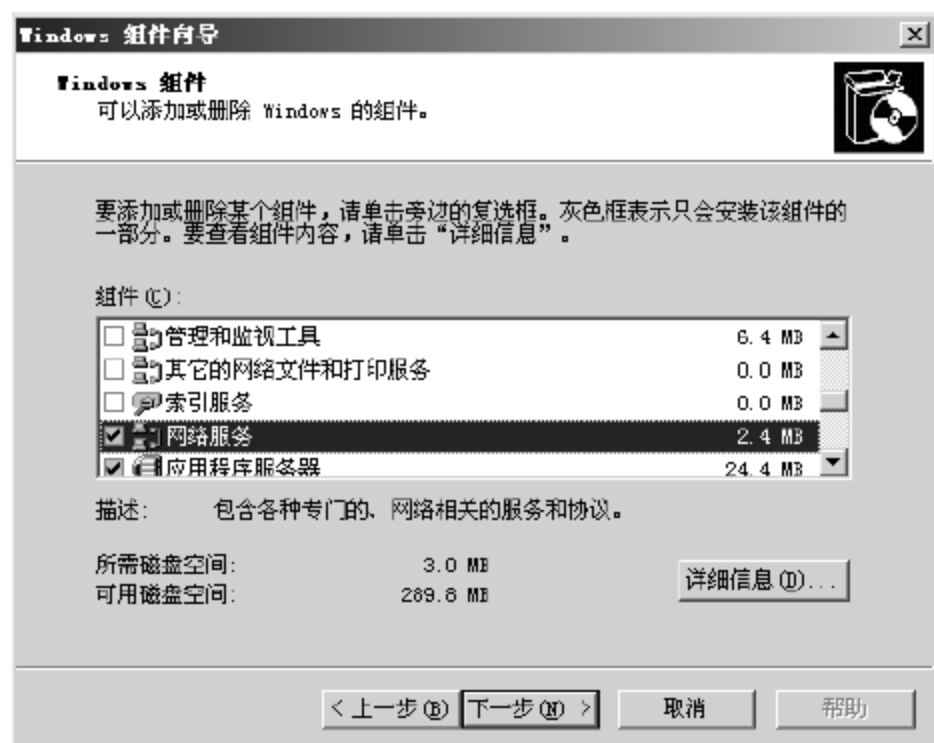 Windows 组件向导
Windows 组件
可以添加或删除 Windows 的组件。
要添加或删除某个组件，请单击旁边的复选框。灰色框表示只会安装该组件的
一部分。要查看组件内容，请单击“详细信息”。
组件(C):
管理和监视工具 6.4 MB
其它的网络文件和打印服务 0.0 MB
索引服务 0.0 MB
网络服务 2.4 MB
应用程序服务器 24.4 MB
描述: 包含各种专门的、网络相关的服务和协议。
所需磁盘空间: 3.0 MB
可用磁盘空间: 289.8 MB
详细信息(D)...
< 上一步(B) 下一步(N) > 取消 帮助